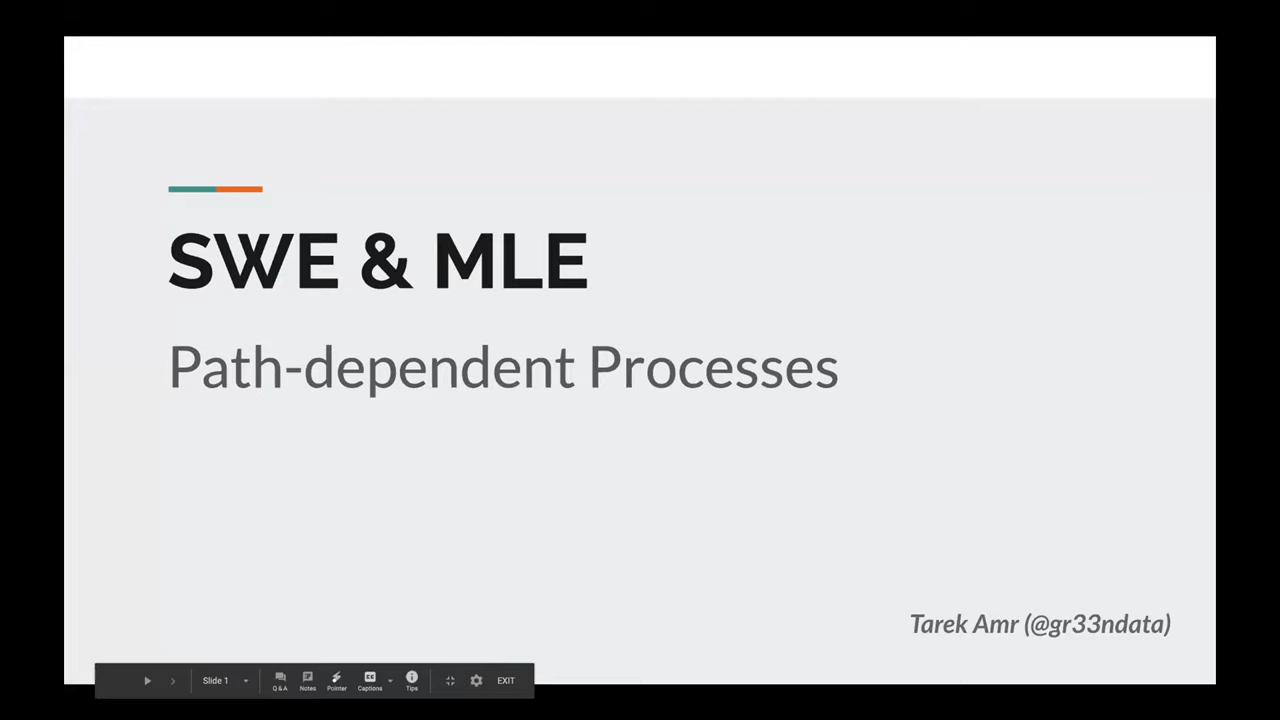 SWE & MLE
Path-dependent Processes
Tarek Amr (@gr33ndata)
Slide 1
Q & A
Notes
Pointer
Captions
Tips
EXIT